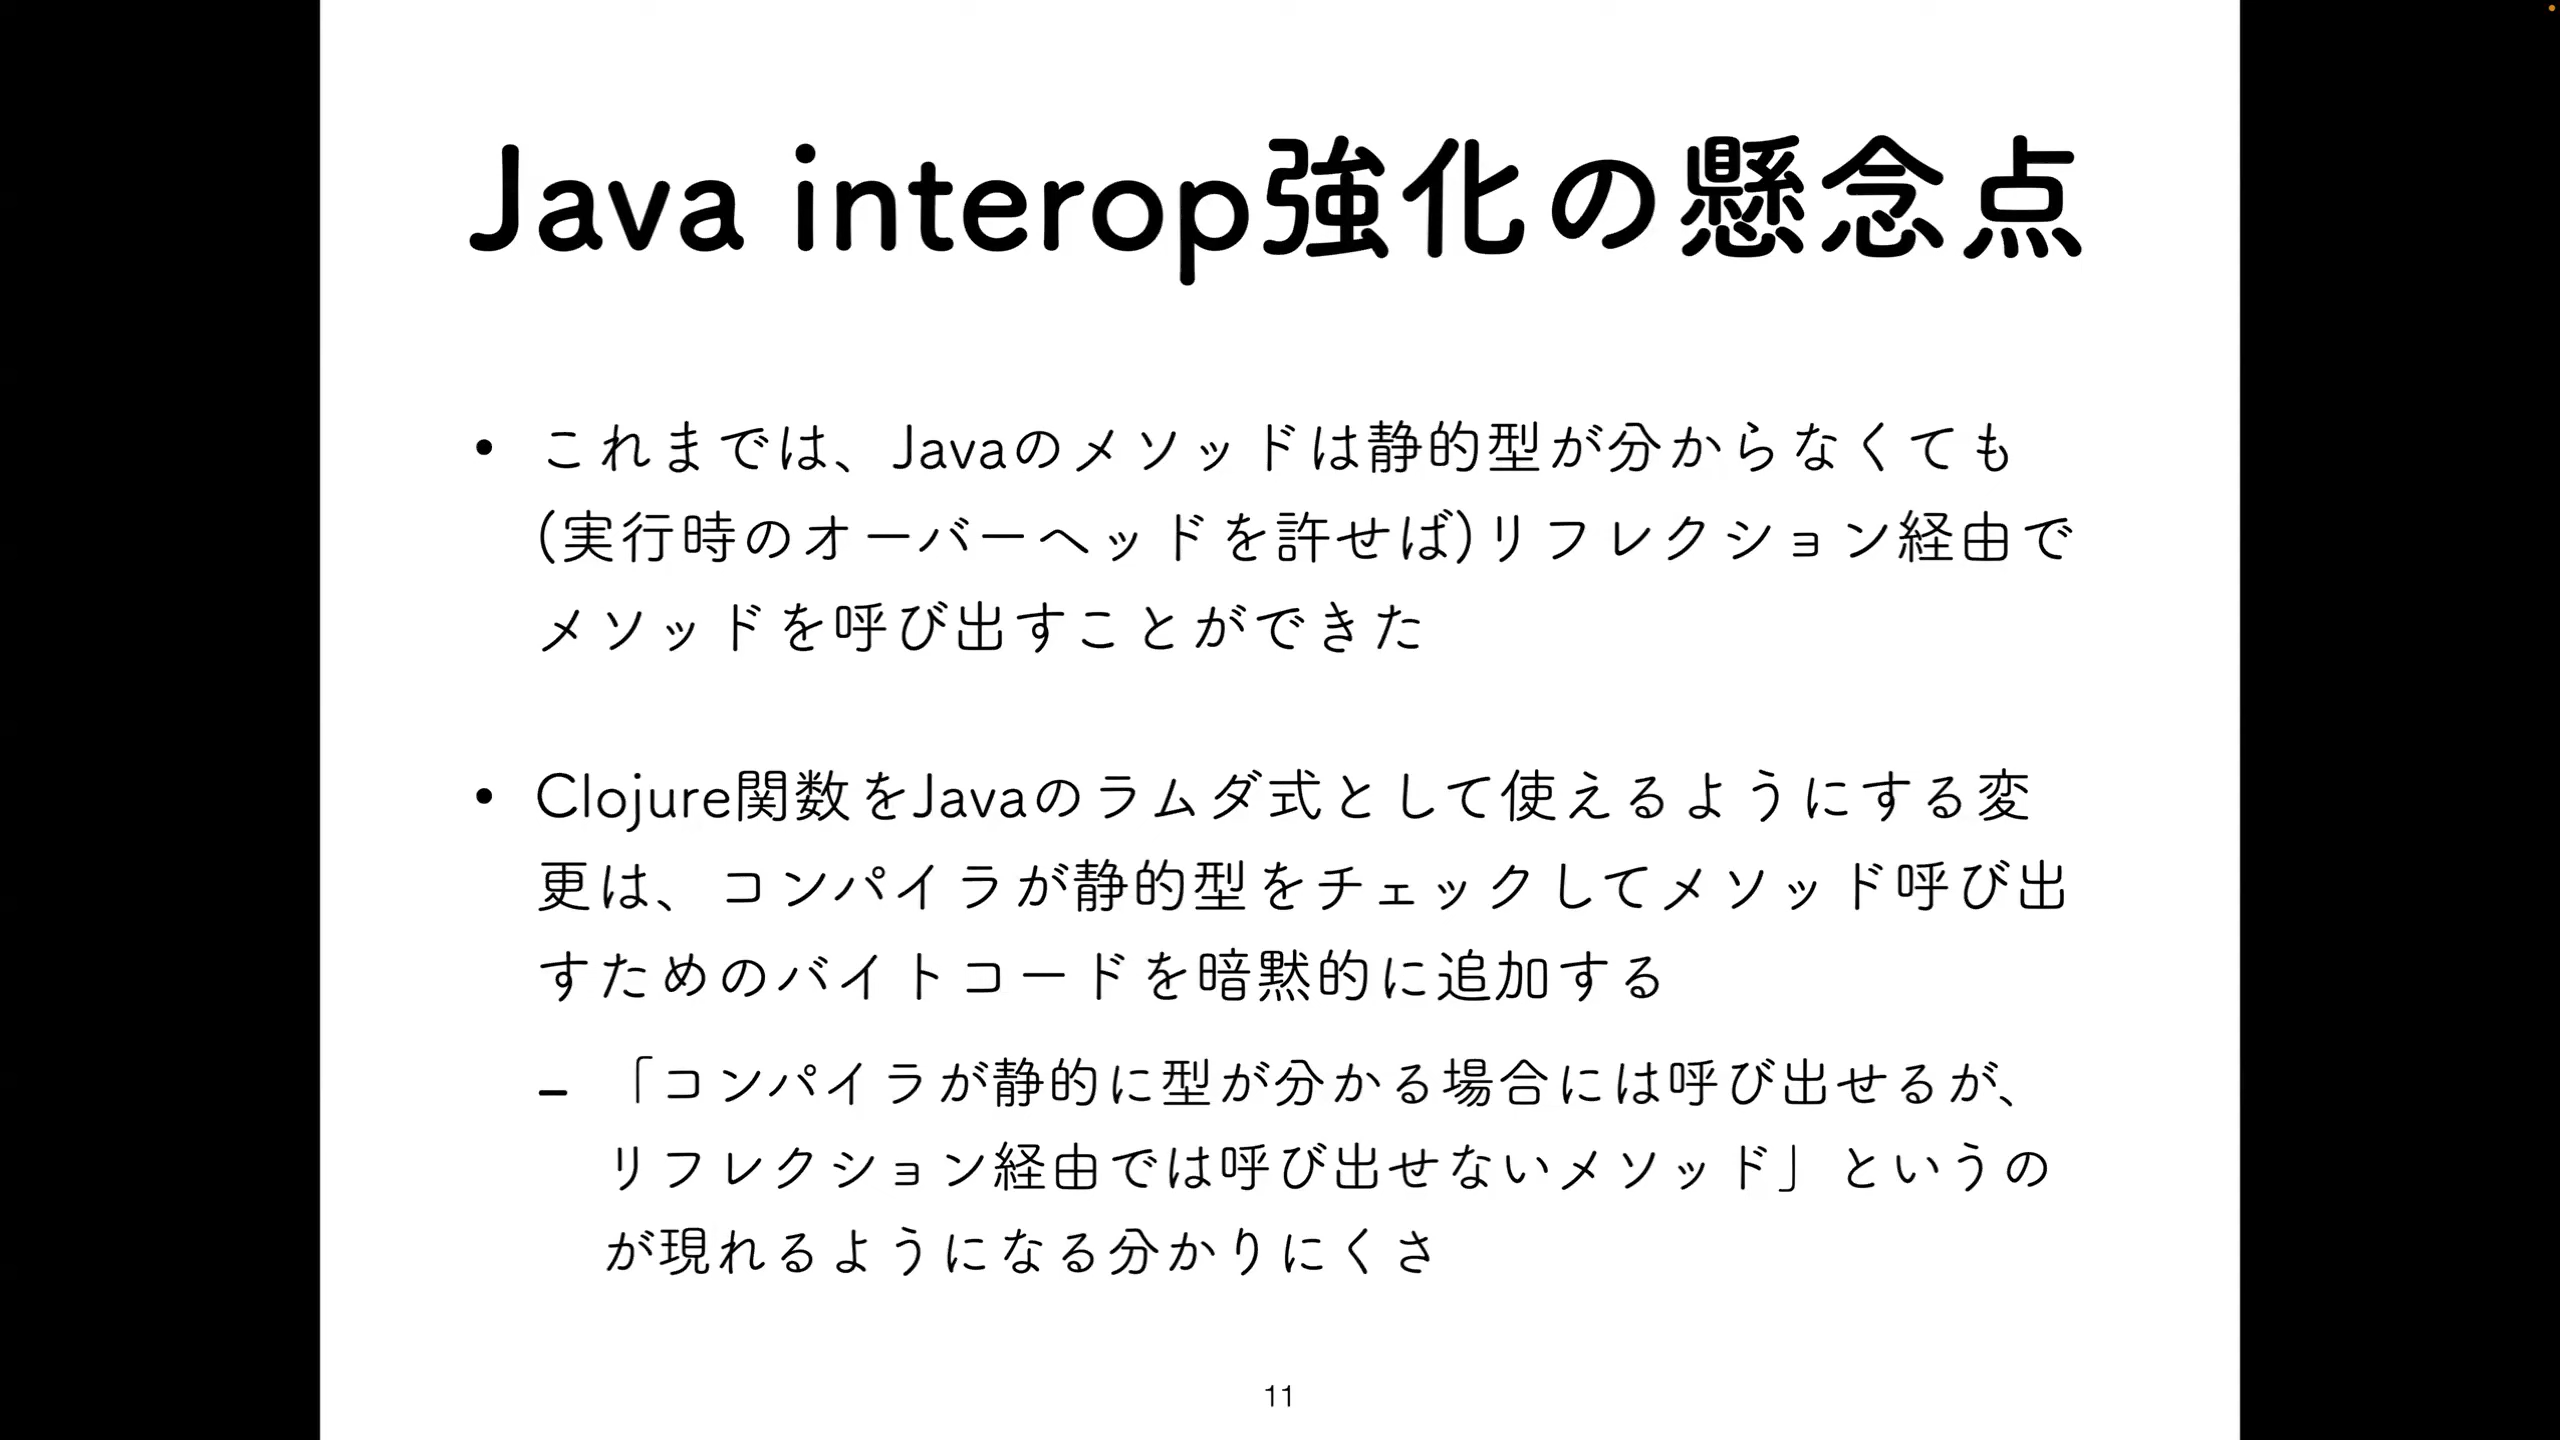 Java interop強化の懸念点
• これまでは、Javaのメソッドは静的型が分からなくても
(実行時のオーバーヘッドを許せば)リフレクション経由で
メソッドを呼び出すことができた
• Clojure関数をJavaのラムダ式として使えるようにする変
更は、コンパイラが静的型をチェックしてメソッド呼び出
すためのバイトコードを暗黙的に追加する
– 「コンパイラが静的に型が分かる場合には呼び出せるが、
リフレクション経由では呼び出せないメソッド」というの
が現れるようになる分かりにくさ
11